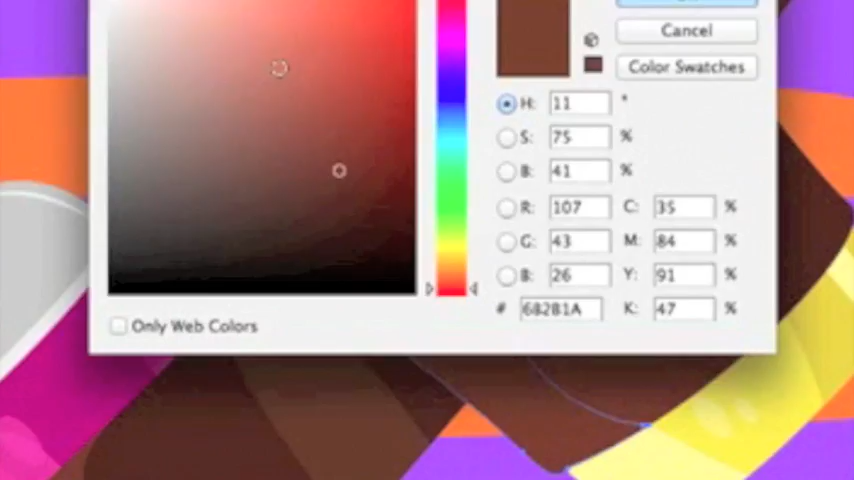 Cancel
Color Swatches
H: 11 °
S: 75 %
B: 41 %
R: 107 C: 35 %
G: 43 M: 84 %
B: 26 Y: 91 %
# 6B2B1A K: 47 %
Only Web Colors